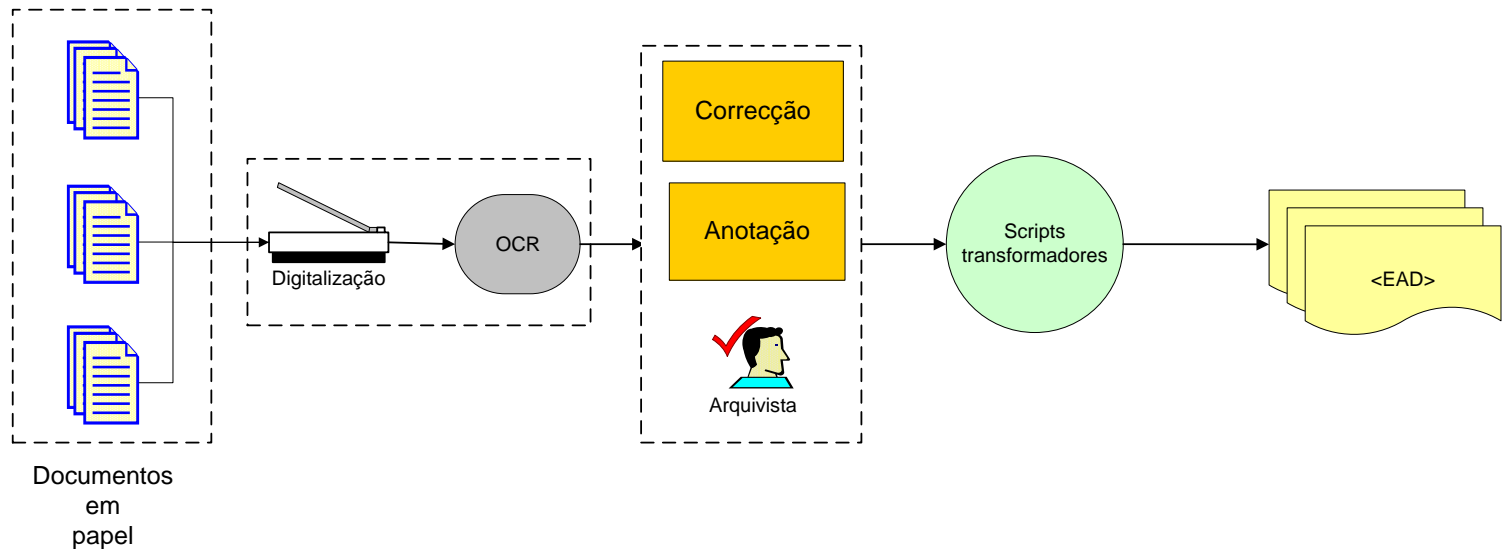 Documentos
em
papel
Digitalização
OCR
Correcção
Anotação
Arquivista
Scripts
transformadores
<EAD>